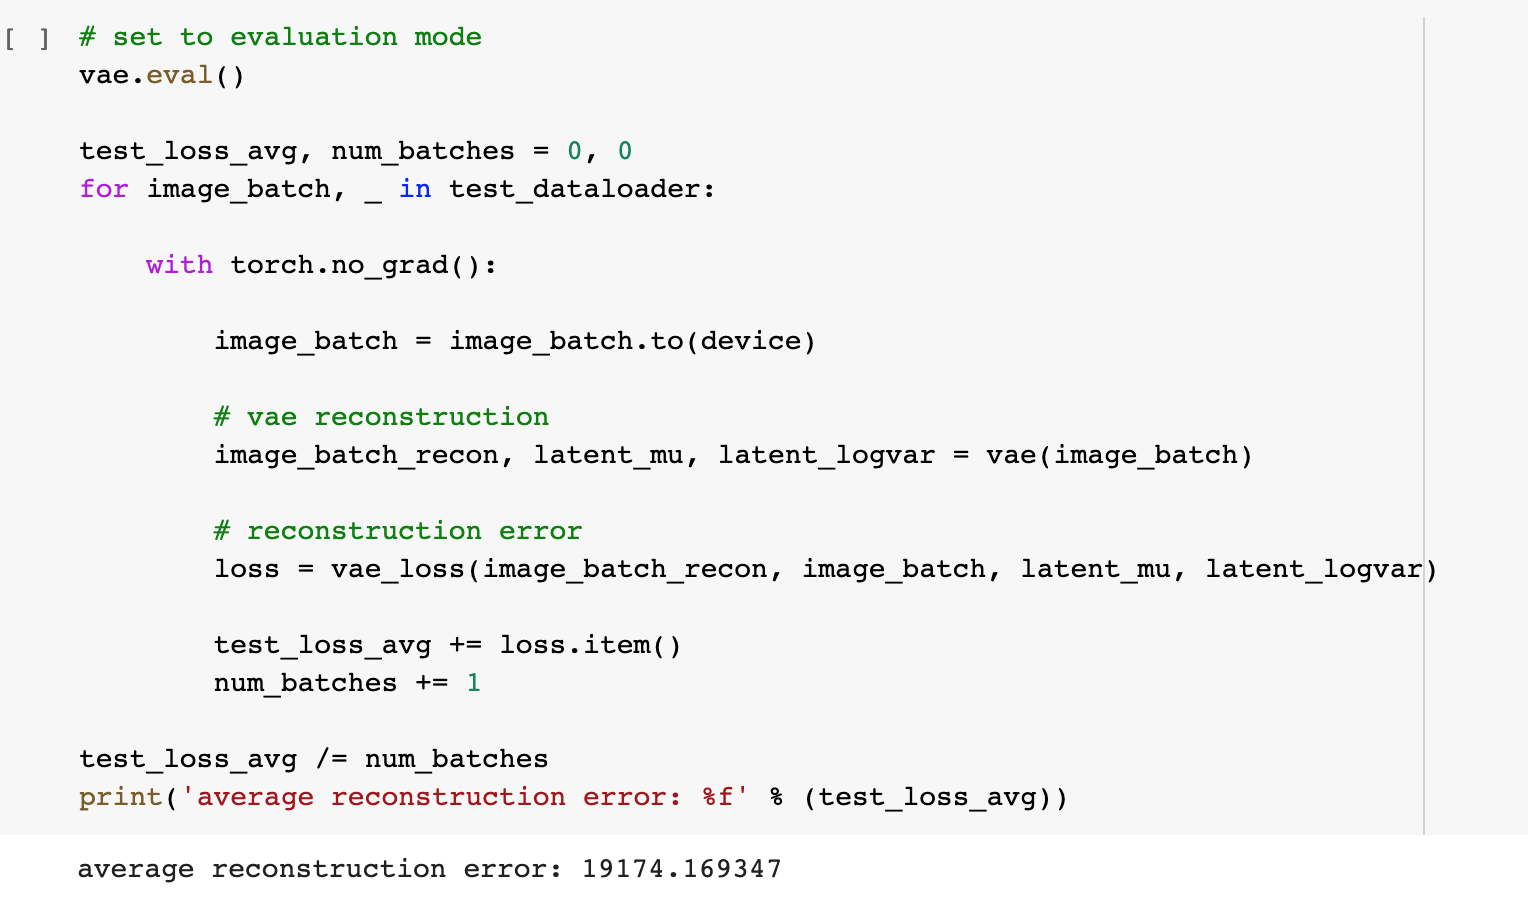 [ ] # set to evaluation mode
vae.eval()
test_loss_avg, num_batches = 0, 0
for image_batch, _ in test_dataloader:
    with torch.no_grad():
        image_batch = image_batch.to(device)
        # vae reconstruction
        image_batch_recon, latent_mu, latent_logvar = vae(image_batch)
        # reconstruction error
        loss = vae_loss(image_batch_recon, image_batch, latent_mu, latent_logvar)
        test_loss_avg += loss.item()
        num_batches += 1
test_loss_avg /= num_batches
print('average reconstruction error: %f' % (test_loss_avg))
average reconstruction error: 19174.169347